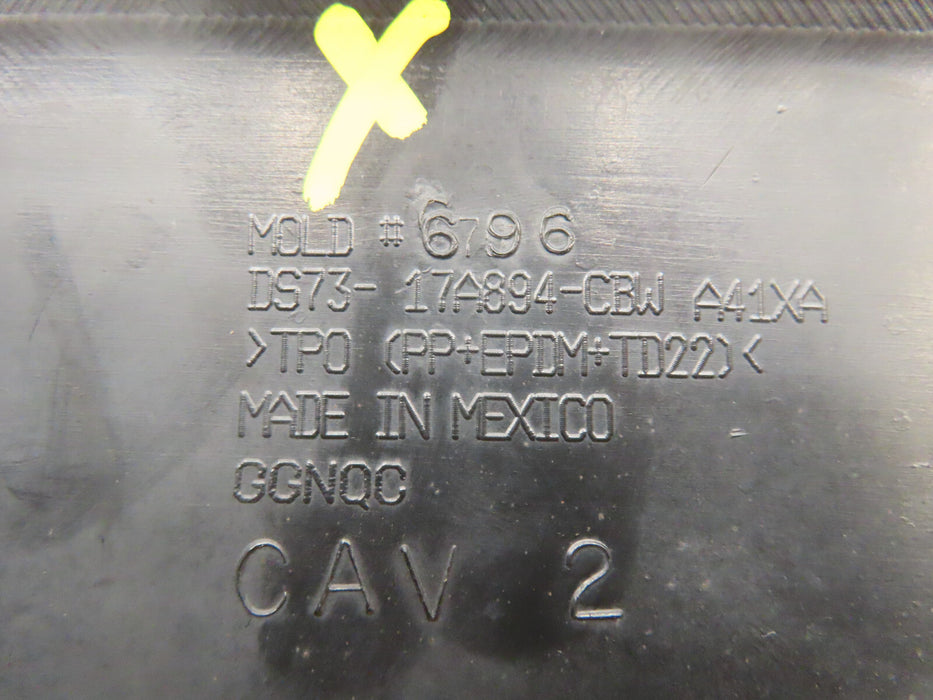 MOLD # 6796
DS73- 17A894-CBW A41XA
>TPO (PP+EPDM+TD22)<
MADE IN MEXICO
GGNQC
CAV 2